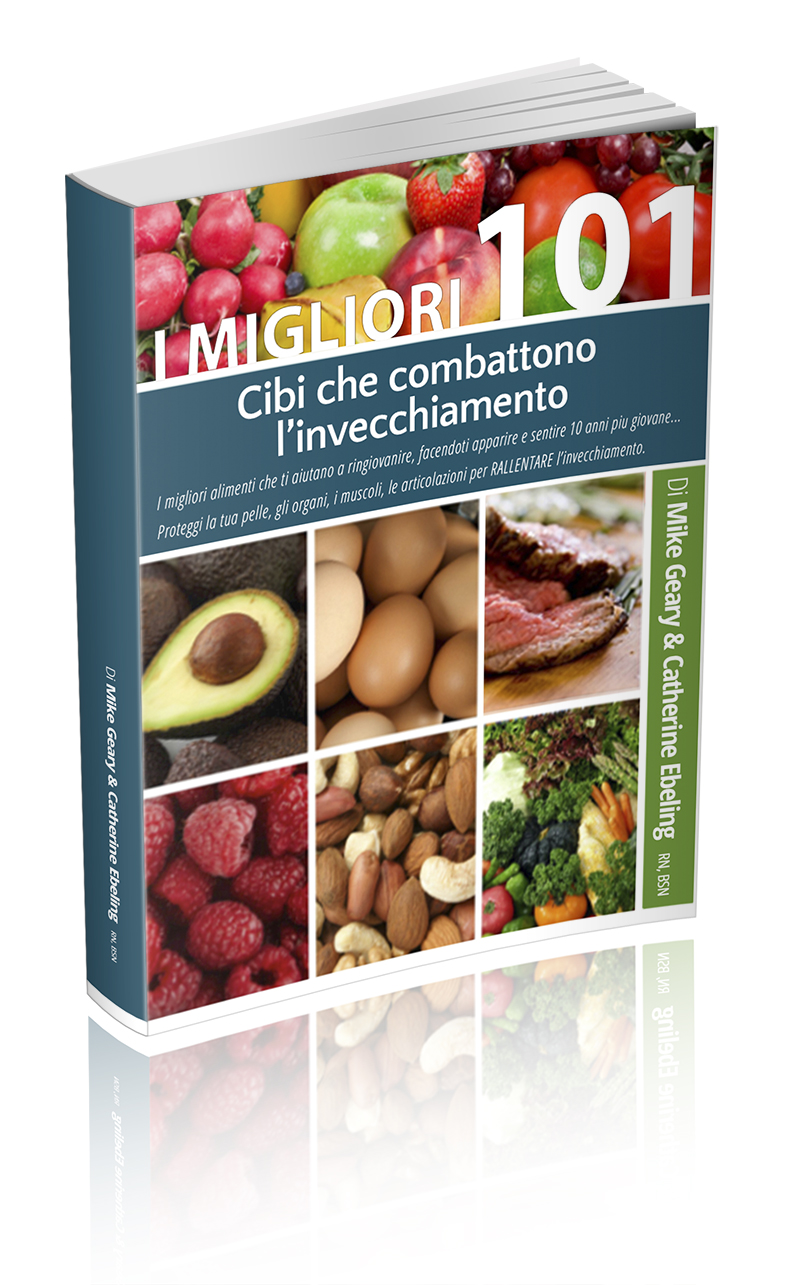 I MIGLIORI 101
Cibi che combattono
l'invecchiamento
I migliori alimenti che ti aiutano a ringiovanire, facendoti apparire e sentire 10 anni piu giovane...
Proteggi la tua pelle, gli organi, i muscoli, le articolazioni per RALLENTARE l'invecchiamento.
Di Mike Geary & Catherine Ebeling RN, BSN
Di Mike Geary & Catherine Ebeling RN, BSN